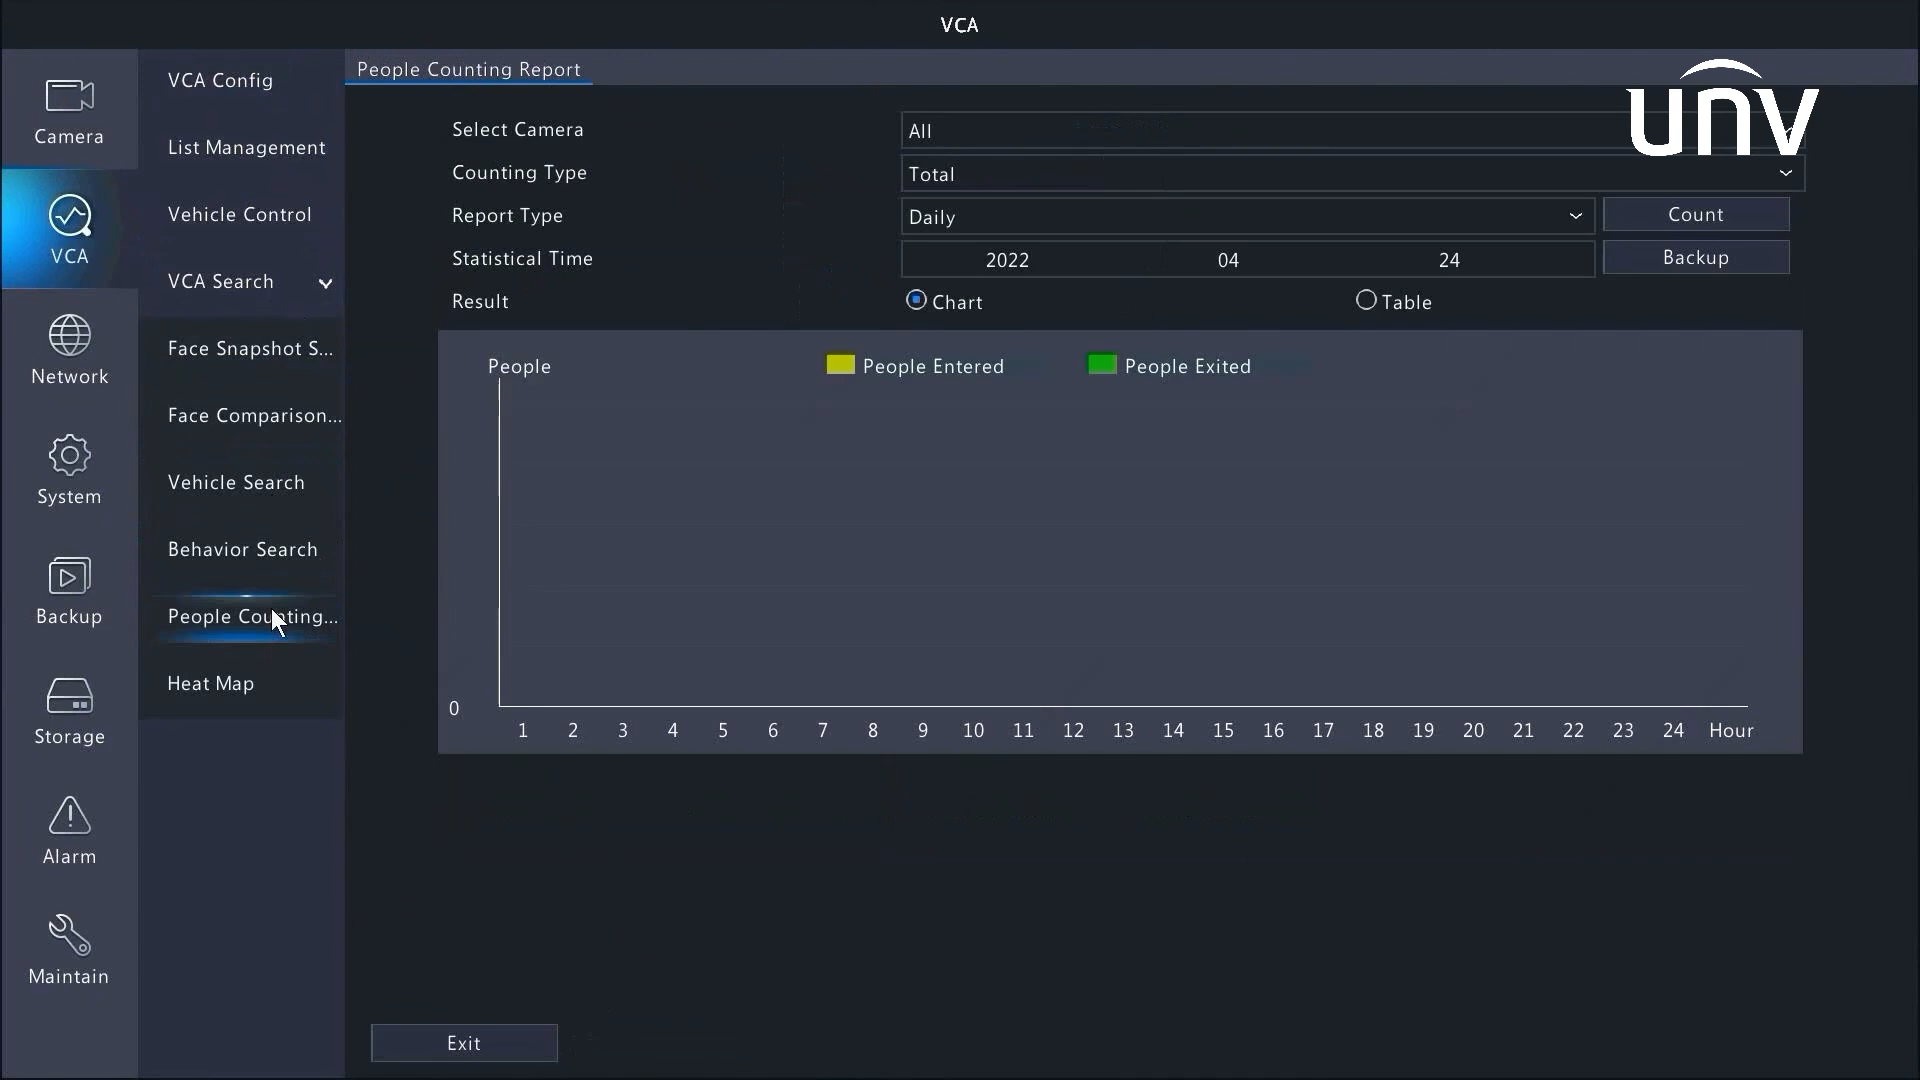 VCA
Camera
VCA
Network
System
Backup
Storage
Alarm
Maintain
VCA Config
List Management
Vehicle Control
VCA Search
Face Snapshot S...
Face Comparison...
Vehicle Search
Behavior Search
People Counting...
Heat Map
People Counting Report
unv
Select Camera All
Counting Type Total
Report Type Daily Count
Statistical Time 2022 04 24 Backup
Result Chart Table
People People Entered People Exited
0
1 2 3 4 5 6 7 8 9 10 11 12 13 14 15 16 17 18 19 20 21 22 23 24 Hour
Exit